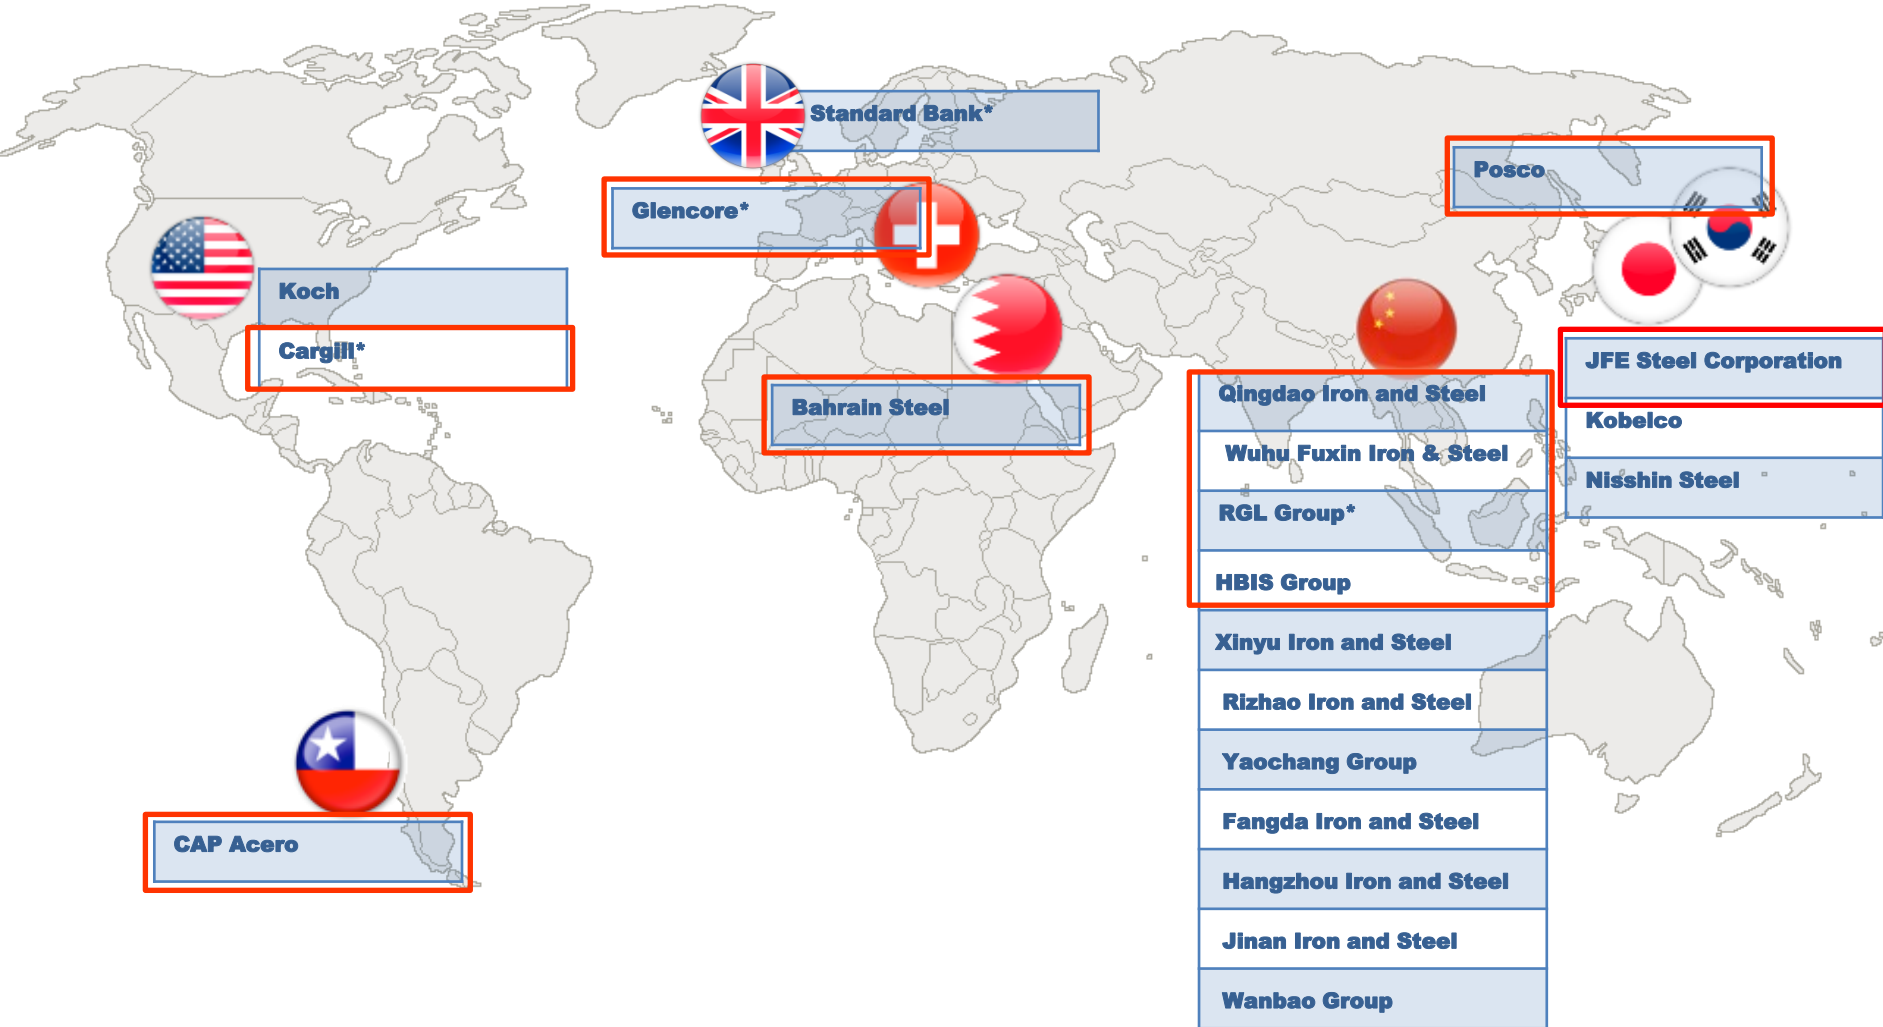 Standard Bank*
Posco
Glencore*
Koch
Cargill*
JFE Steel Corporation
Kobelco
Nisshin Steel
Bahrain Steel
Qingdao Iron and Steel
Wuhu Fuxin Iron & Steel
RGL Group*
HBIS Group
Xinyu Iron and Steel
Rizhao Iron and Steel
Yaochang Group
Fangda Iron and Steel
Hangzhou Iron and Steel
Jinan Iron and Steel
Wanbao Group
CAP Acero